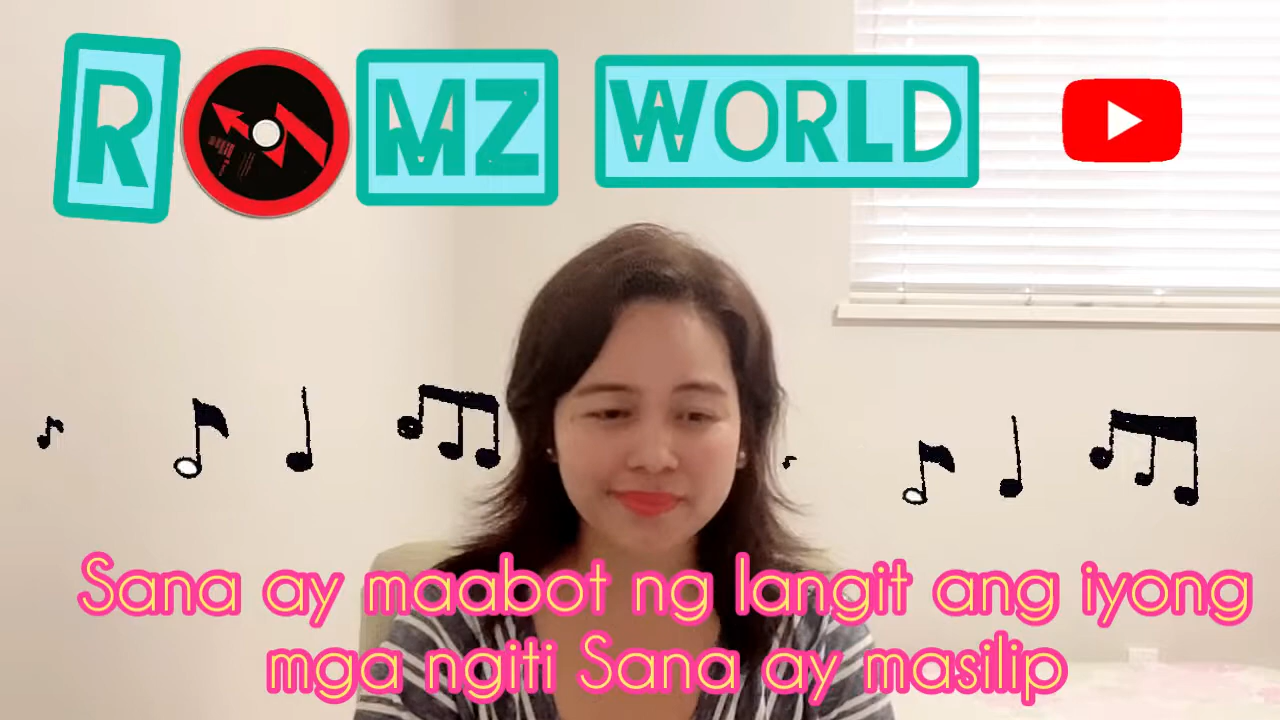 ROMZ WORLD
Sana ay maabot ng langit ang iyong
mga ngiti Sana ay masilip